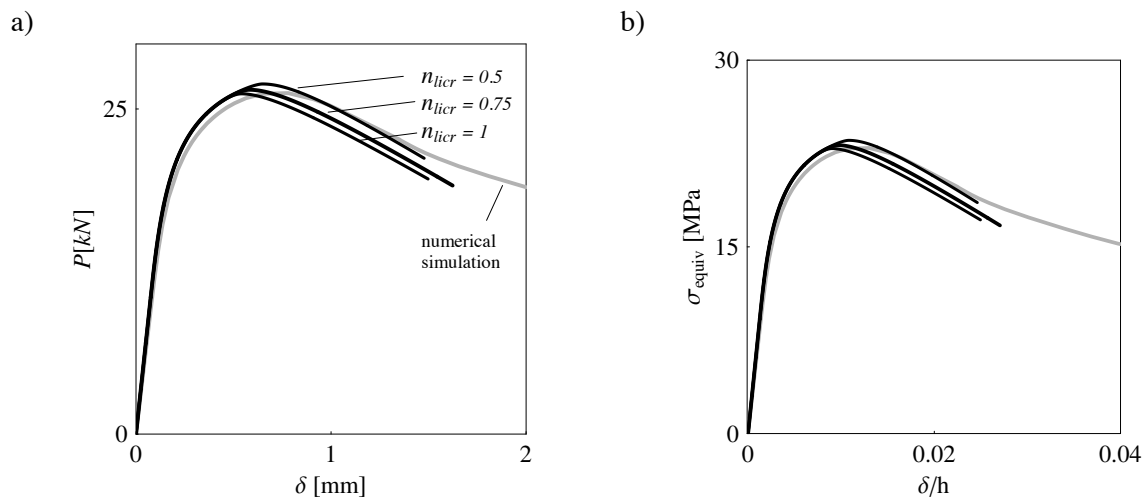 a)
25
0
P[kN]
n_licr = 0.5
n_licr = 0.75
n_licr = 1
numerical
simulation
0
1
2
δ [mm]
b)
30
15
0
σ_equiv [MPa
0
0.02
0.04
δ/h